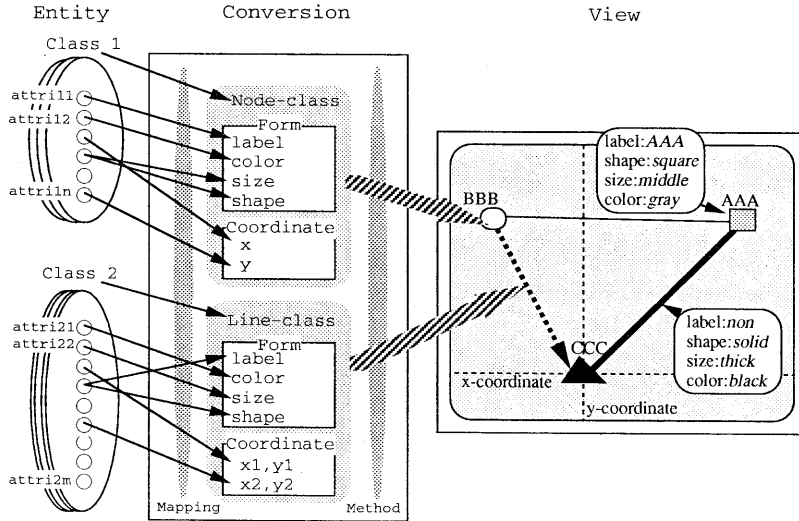 Entity
Conversion
View
Class 1
attri11
attri12
attri1n
Node-class
Form
label
color
size
shape
Coordinate
x
y
Class 2
attri21
attri22
attri2m
Line-class
Form
label
color
size
shape
Coordinate
x1,y1
x2,y2
Mapping
Method
label:AAA
shape:square
size:middle
color:gray
BBB
AAA
CCC
label:non
shape:solid
size:thick
color:black
x-coordinate
y-coordinate